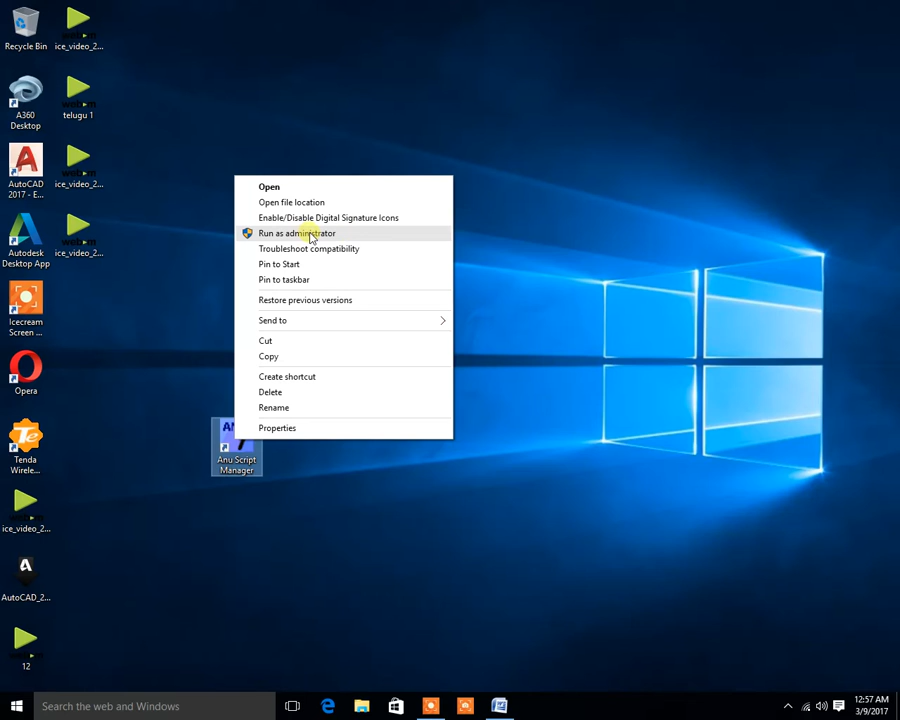 Recycle Bin
ice_video_2...
A360
Desktop
telugu 1
AutoCAD
2017 - E...
ice_video_2...
Autodesk
Desktop App
ice_video_2...
Icecream
Screen ...
Opera
Tenda
Wirele...
ice_video_2...
AutoCAD_2...
12
Open
Open file location
Enable/Disable Digital Signature Icons
Run as administrator
Troubleshoot compatibility
Pin to Start
Pin to taskbar
Restore previous versions
Send to
Cut
Copy
Create shortcut
Delete
Rename
Properties
Anu Script
Manager
Search the web and Windows
12:57 AM
3/9/2017